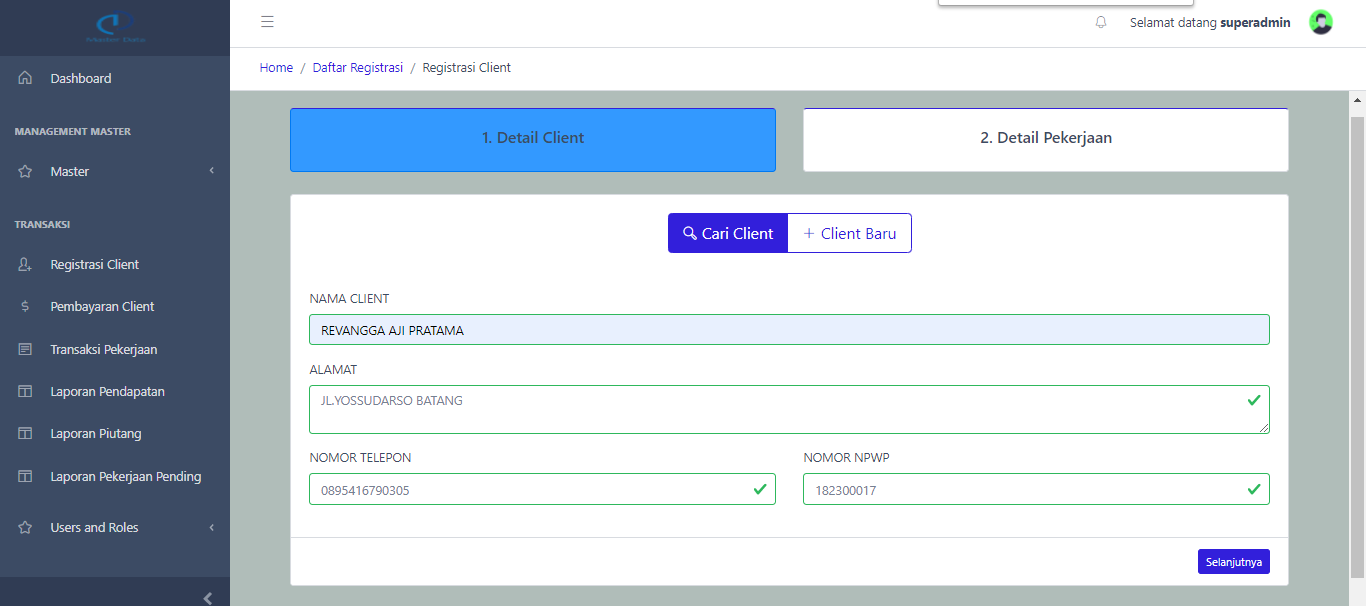 Master Data
Selamat datang superadmin
Home / Daftar Registrasi / Registrasi Client
Dashboard
MANAGEMENT MASTER
Master
TRANSAKSI
Registrasi Client
Pembayaran Client
Transaksi Pekerjaan
Laporan Pendapatan
Laporan Piutang
Laporan Pekerjaan Pending
Users and Roles
1. Detail Client
2. Detail Pekerjaan
Cari Client
+ Client Baru
NAMA CLIENT
REVANGGA AJI PRATAMA
ALAMAT
JL.YOSSUDARSO BATANG
NOMOR TELEPON
0895416790305
NOMOR NPWP
182300017
Selanjutnya